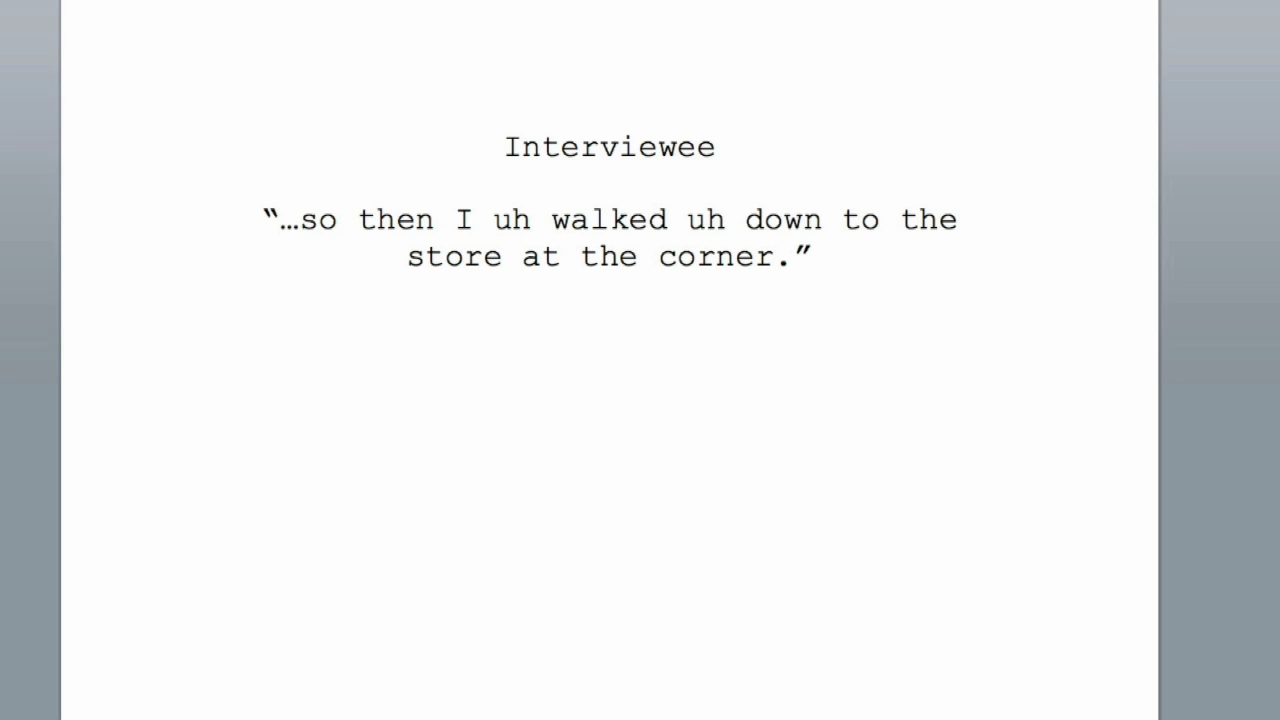 Interviewee
“…so then I uh walked uh down to the
store at the corner.”